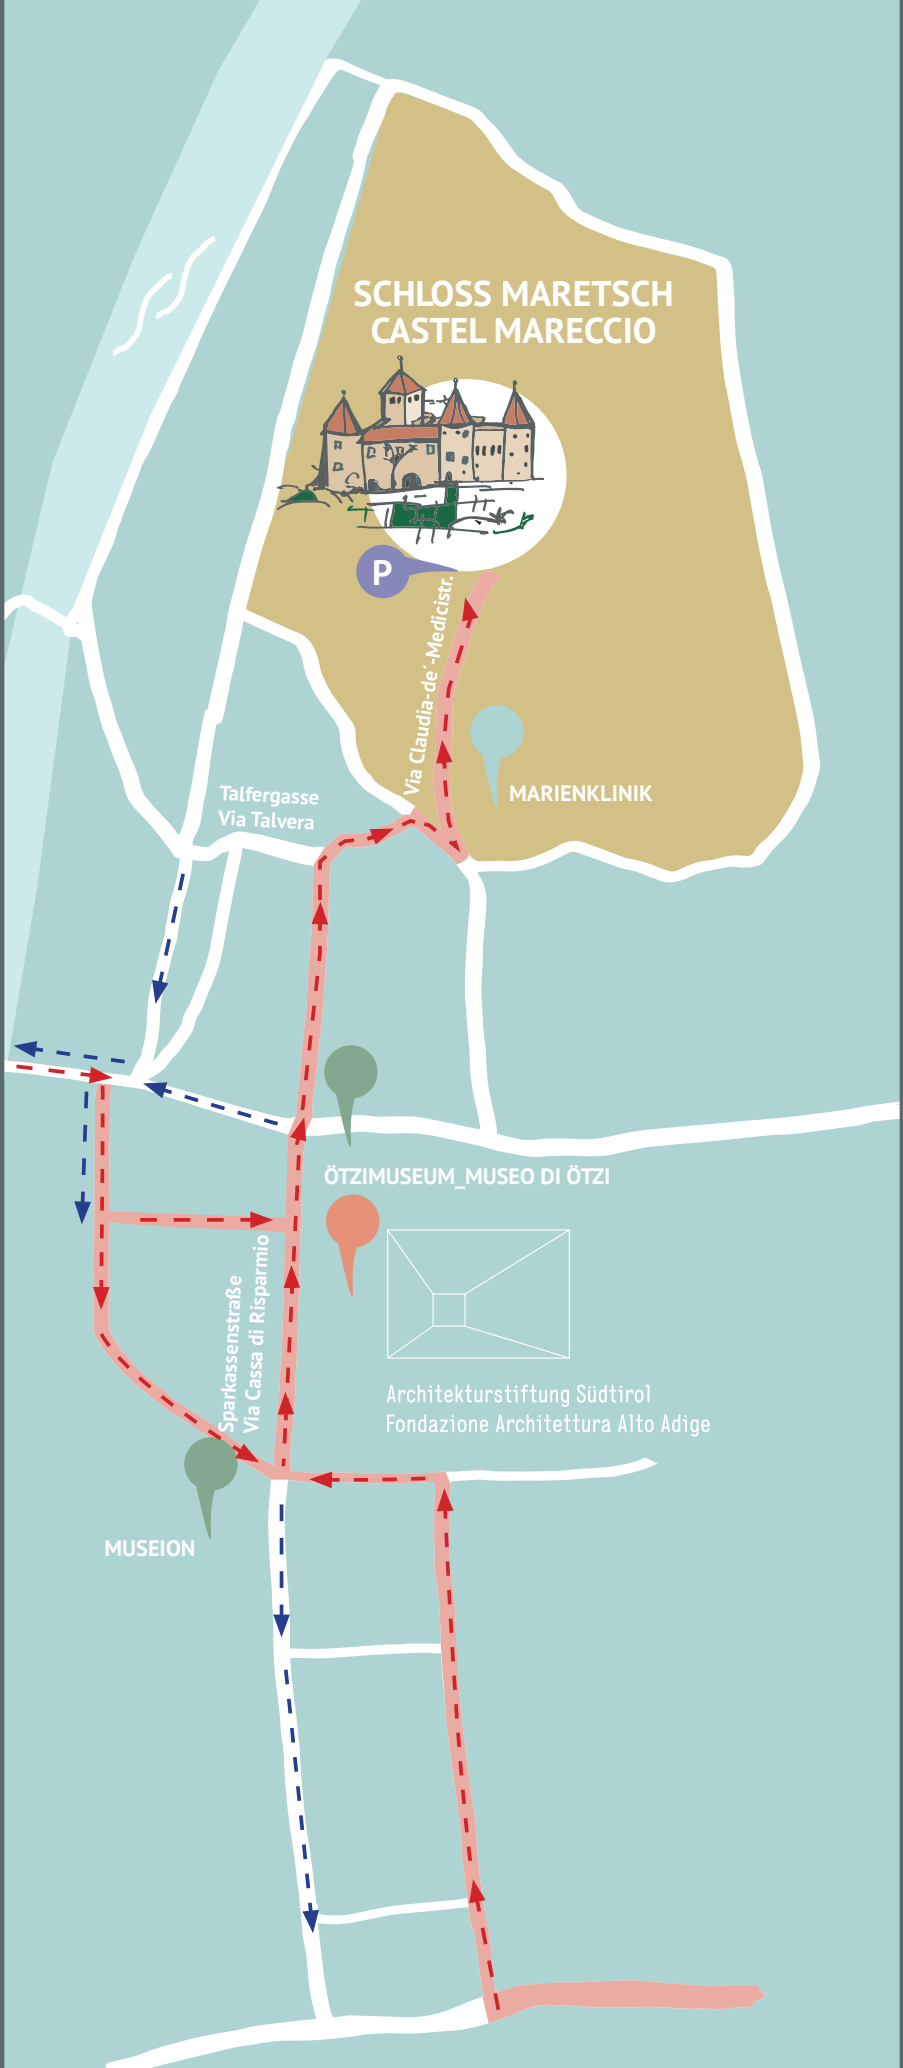 SCHLOSS MARETSCH
CASTEL MARECCIO
P
Via Claudia-de´-Medicistr.
MARIENKLINIK
Talfergasse
Via Talvera
ÖTZIMUSEUM_MUSEO DI ÖTZI
Sparkassenstraße
Via Cassa di Risparmio
Architekturstiftung Südtirol
Fondazione Architettura Alto Adige
MUSEION